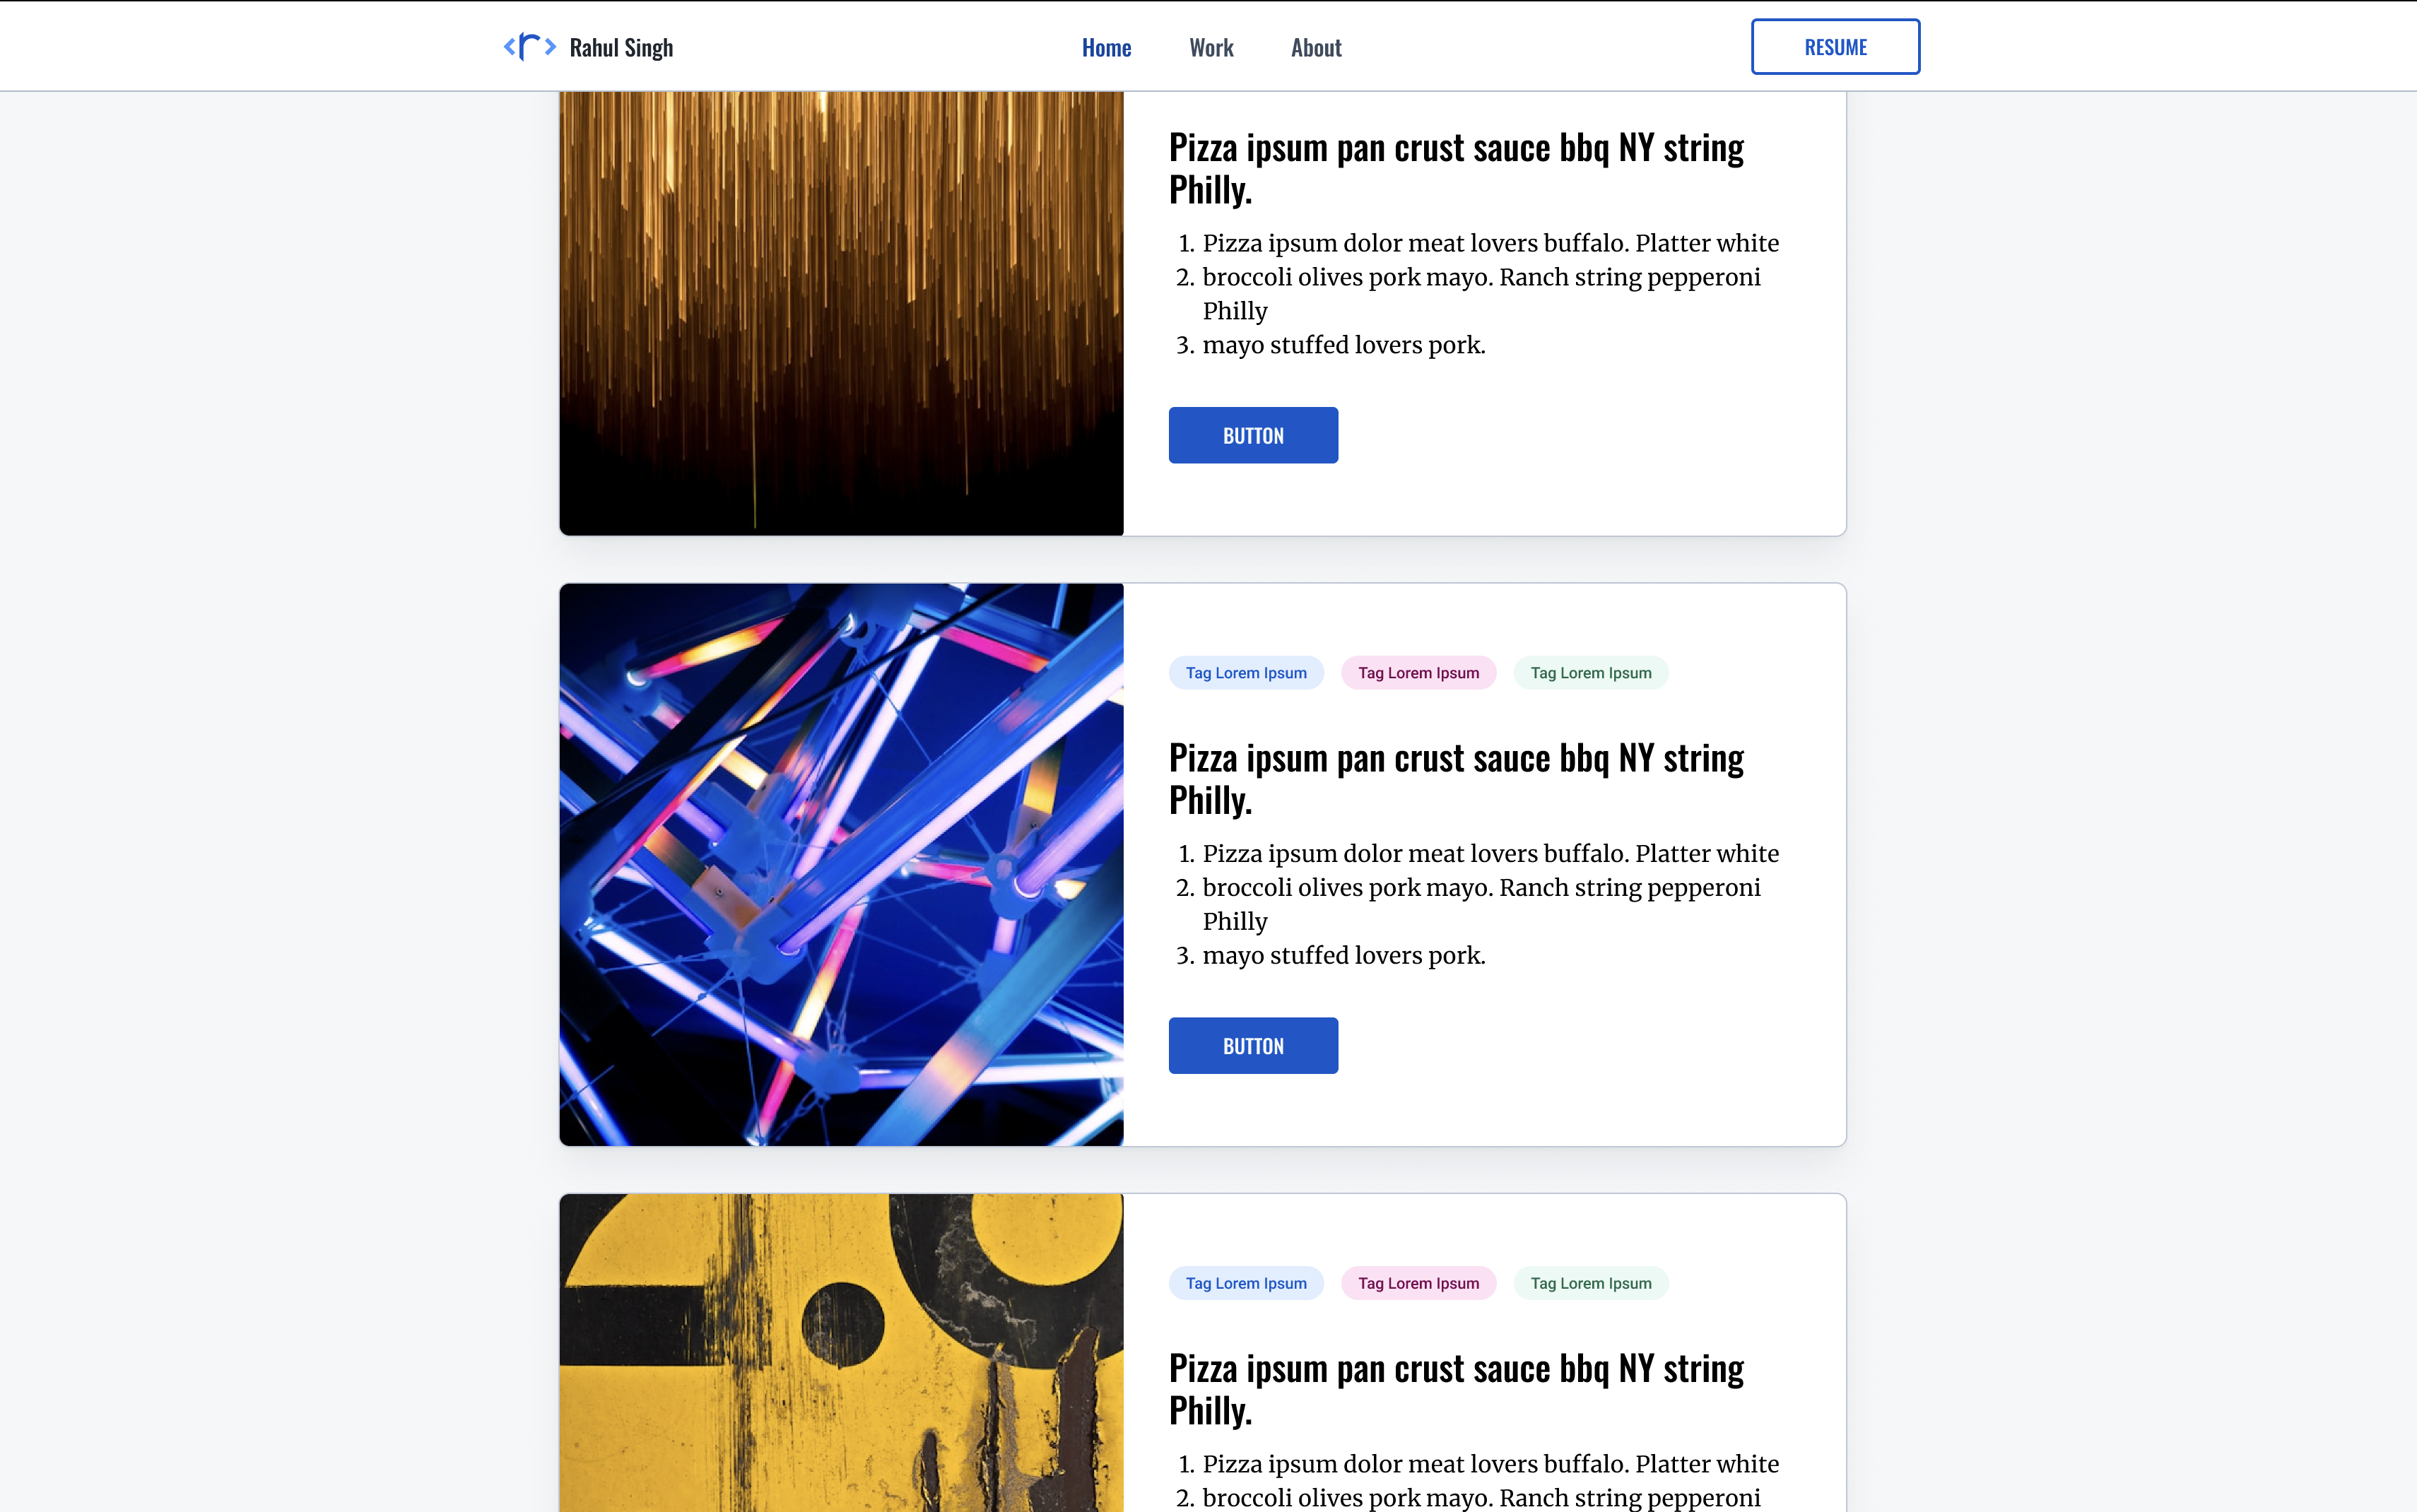 Rahul Singh
Home Work About
RESUME
Pizza ipsum pan crust sauce bbq NY string
Philly.
1. Pizza ipsum dolor meat lovers buffalo. Platter white
2. broccoli olives pork mayo. Ranch string pepperoni
Philly
3. mayo stuffed lovers pork.
BUTTON
Tag Lorem Ipsum Tag Lorem Ipsum Tag Lorem Ipsum
Pizza ipsum pan crust sauce bbq NY string
Philly.
1. Pizza ipsum dolor meat lovers buffalo. Platter white
2. broccoli olives pork mayo. Ranch string pepperoni
Philly
3. mayo stuffed lovers pork.
BUTTON
Tag Lorem Ipsum Tag Lorem Ipsum Tag Lorem Ipsum
Pizza ipsum pan crust sauce bbq NY string
Philly.
1. Pizza ipsum dolor meat lovers buffalo. Platter white
2. broccoli olives pork mayo. Ranch string pepperoni